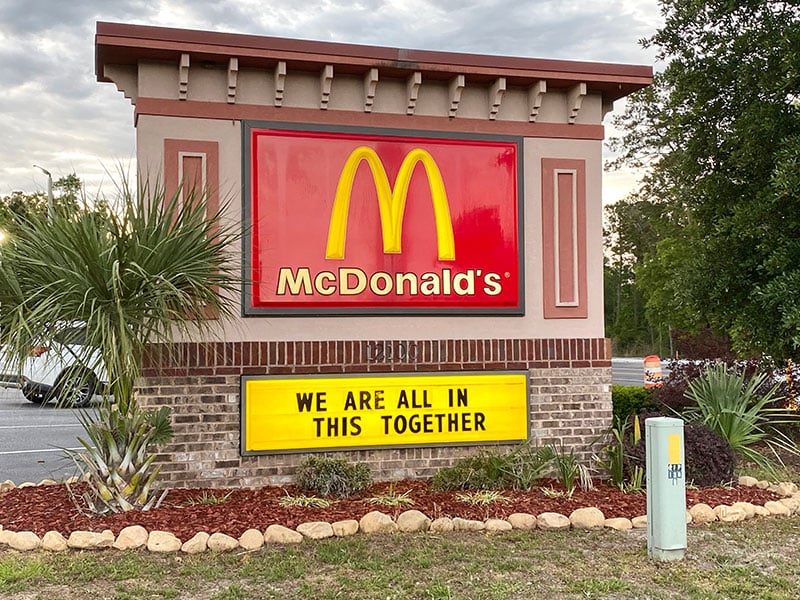 McDonald's
WE ARE ALL IN
THIS TOGETHER